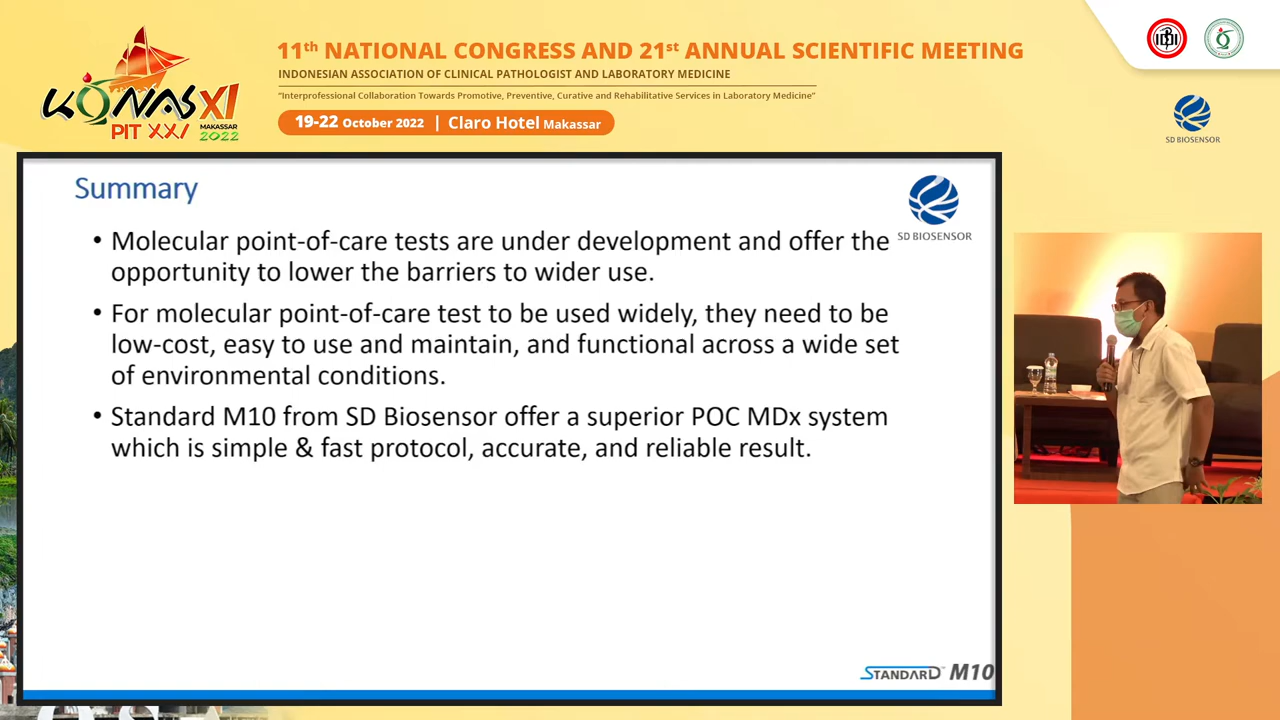 KONAS XI
PIT XXI
MAKASSAR
2022
11th NATIONAL CONGRESS AND 21st ANNUAL SCIENTIFIC MEETING
INDONESIAN ASSOCIATION OF CLINICAL PATHOLOGIST AND LABORATORY MEDICINE
"Interprofessional Collaboration Towards Promotive, Preventive, Curative and Rehabilitative Services in Laboratory Medicine"
19-22 October 2022 | Claro Hotel Makassar
SD BIOSENSOR
Summary
SD BIOSENSOR
• Molecular point-of-care tests are under development and offer the
opportunity to lower the barriers to wider use.
• For molecular point-of-care test to be used widely, they need to be
low-cost, easy to use and maintain, and functional across a wide set
of environmental conditions.
• Standard M10 from SD Biosensor offer a superior POC MDx system
which is simple & fast protocol, accurate, and reliable result.
STANDARD™ M10